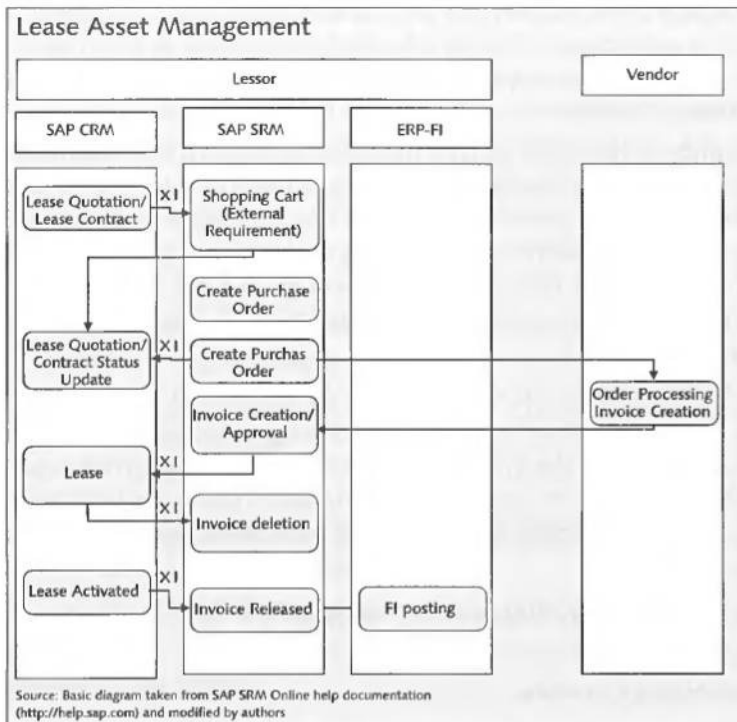 Lease Asset Management
Lessor
Vendor
SAP CRM
SAP SRM
ERP-FI
Lease Quotation/
Lease Contract
XI
Shopping Cart
(External
Requirement)
Create Purchase
Order
Lease Quotation/
Contract Status
Update
XI
Create Purchas
Order
Order Processing
Invoice Creation
Invoice Creation/
Approval
Lease
XI
XI
Invoice deletion
Lease Activated
XI
Invoice Released
FI posting
Source: Basic diagram taken from SAP SRM Online help documentation
(http://help.sap.com) and modified by authors